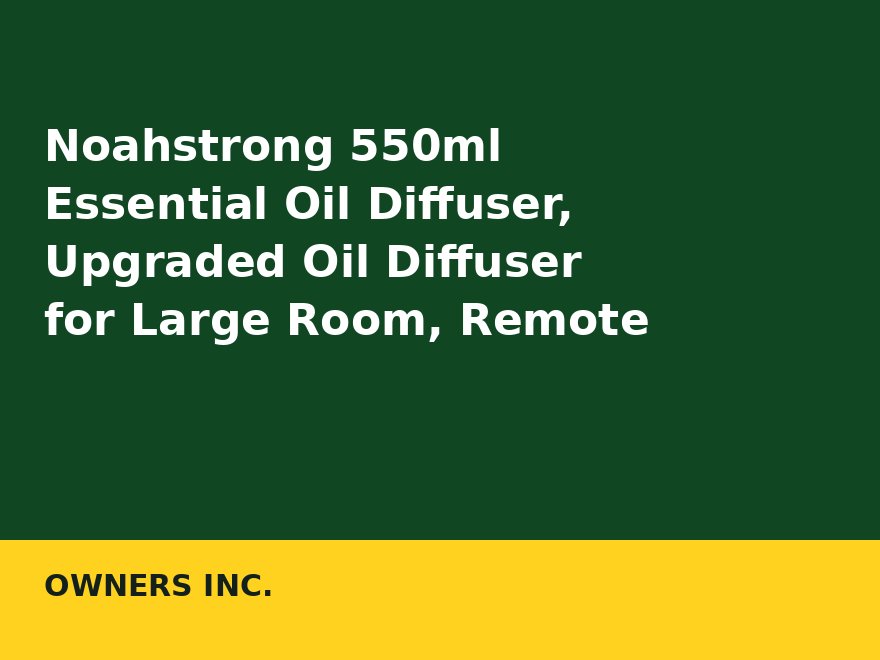 Noahstrong 550ml
Essential Oil Diffuser,
Upgraded Oil Diffuser
for Large Room, Remote
OWNERS INC.